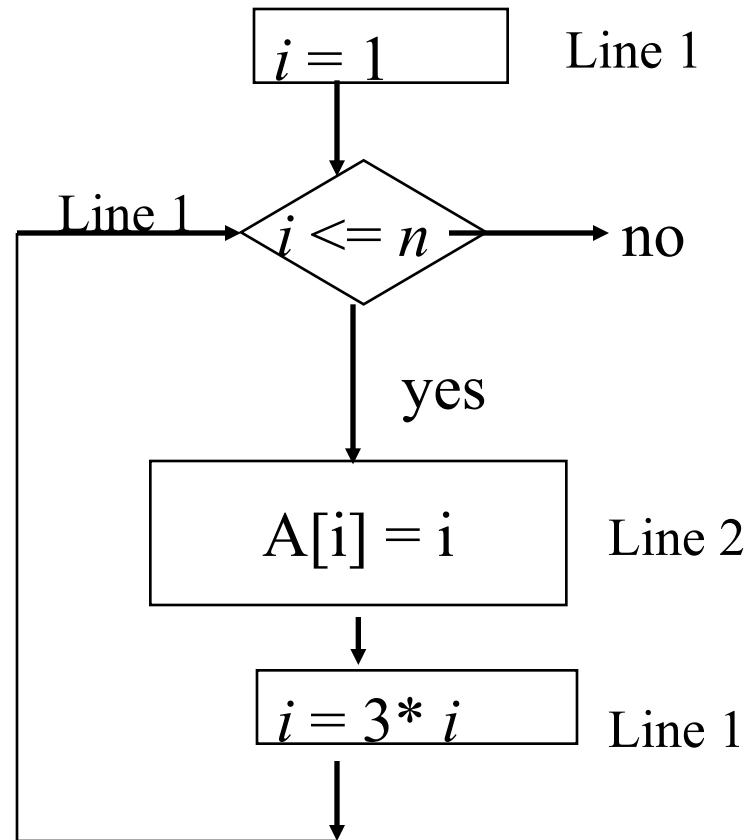 i = 1
Line 1
Line 1
i <= n
no
yes
A[i] = i
Line 2
i = 3* i
Line 1